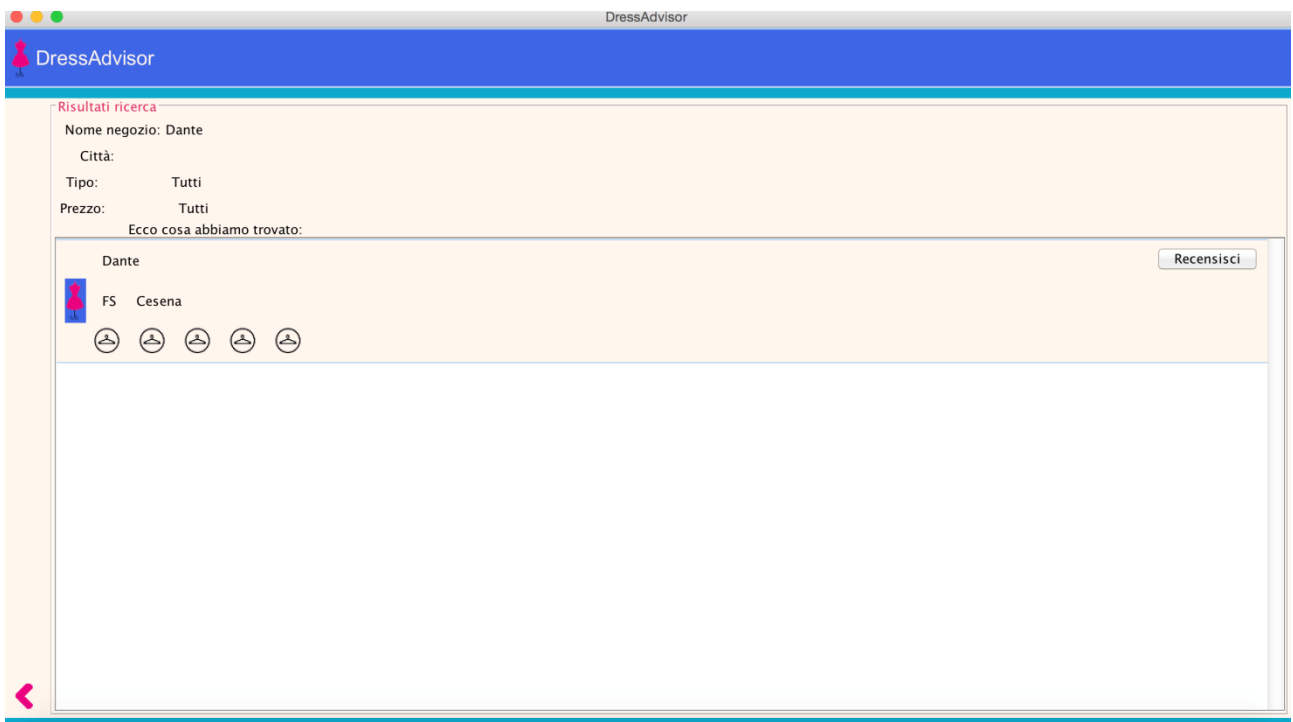 DressAdvisor
DressAdvisor
Risultati ricerca
Nome negozio: Dante
Città:
Tipo: Tutti
Prezzo: Tutti
Ecco cosa abbiamo trovato:
Dante Recensisci
FS Cesena